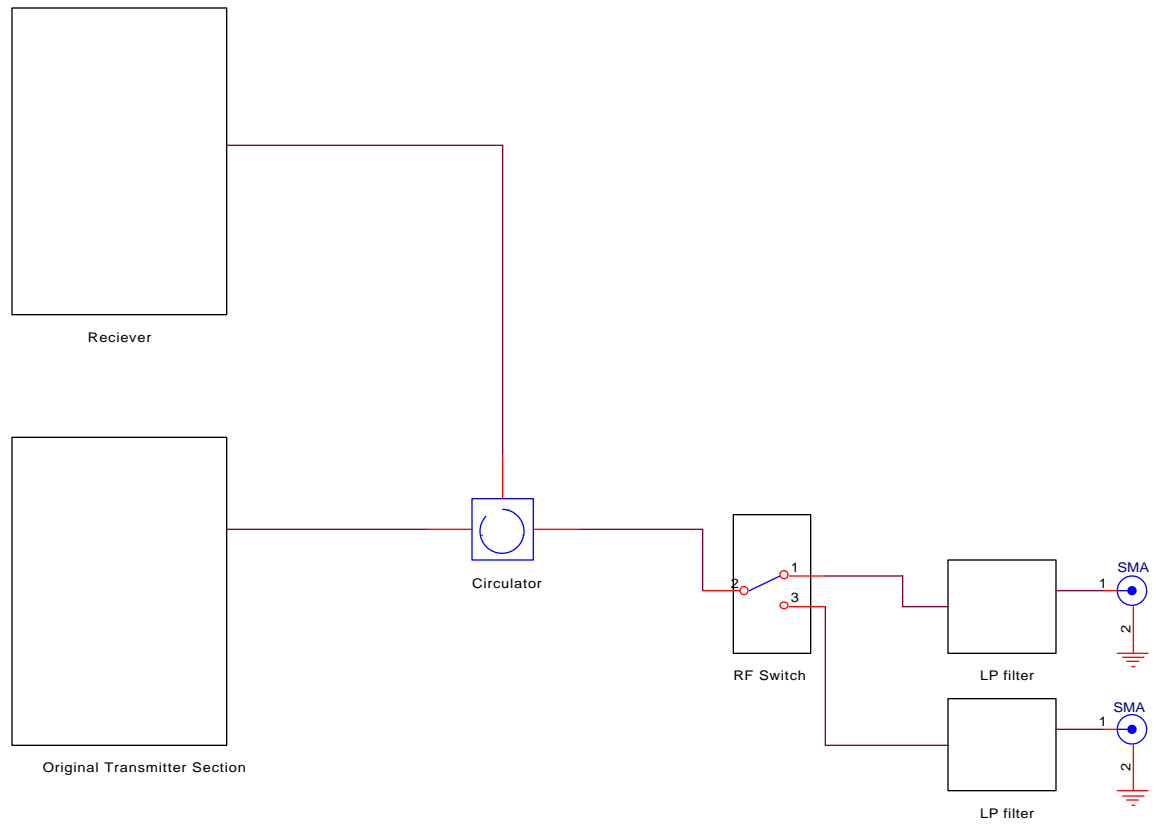 Reciever
Original Transmitter Section
Circulator
2
1
3
RF Switch
LP filter
SMA
1
2
LP filter
SMA
1
2